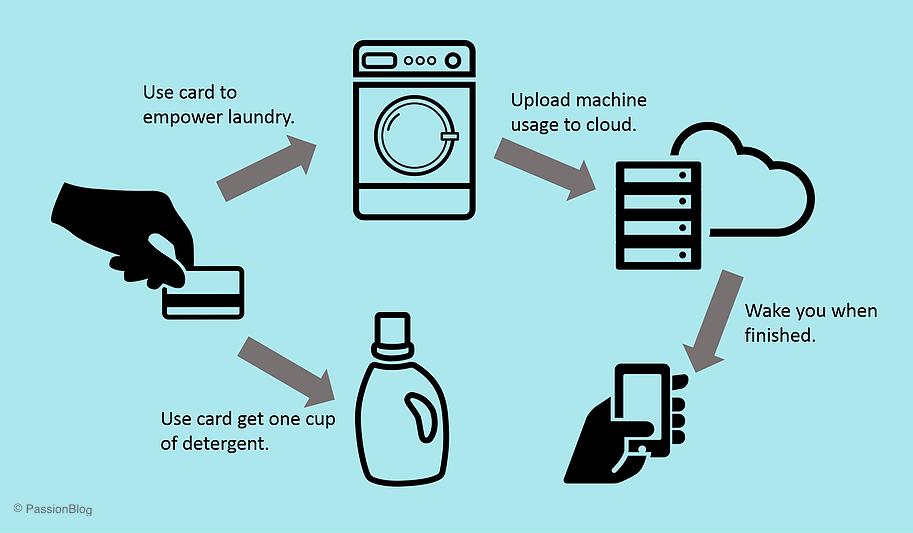 Use card to
empower laundry.
Upload machine
usage to cloud.
Wake you when
finished.
Use card get one cup
of detergent.
© PassionBlog